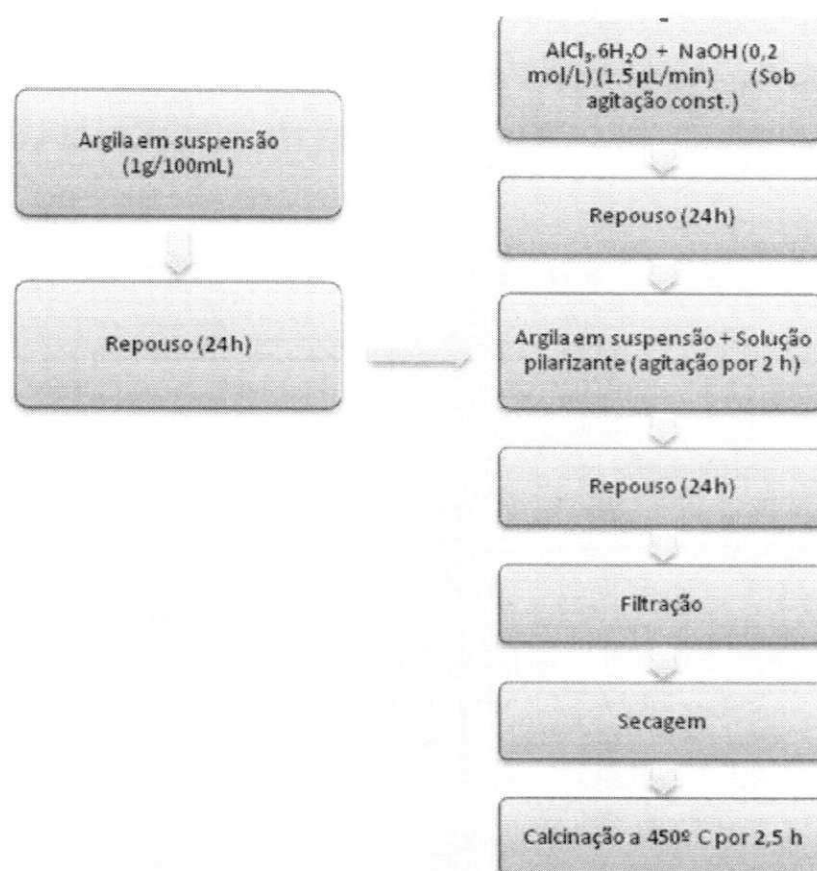 Argila em suspensão
(1g/100mL)
Repouso (24h)
AlCl₃.6H₂O + NaOH (0,2
mol/L) (1.5 µL/min) (Sob
agitação const.)
Repouso (24h)
Argila em suspensão + Solução
pilarizante (agitação por 2 h)
Repouso (24h)
Filtração
Secagem
Calcinação a 450º C por 2,5 h